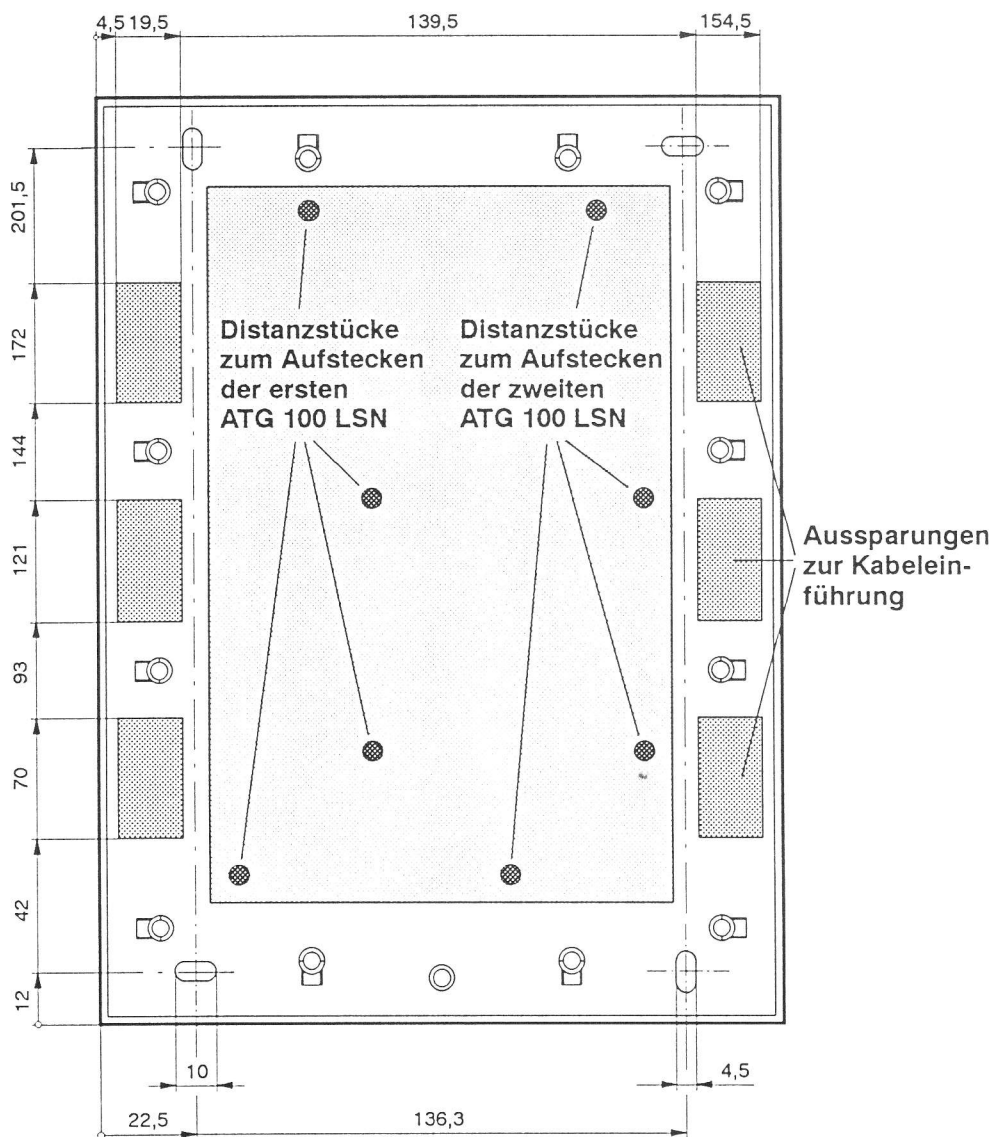 4,5 19,5 139,5 154,5
201,5
172
144
121
93
70
42
12
Distanzstücke
zum Aufstecken
der ersten
ATG 100 LSN
Distanzstücke
zum Aufstecken
der zweiten
ATG 100 LSN
Aussparungen
zur Kabelein-
führung
10
4,5
22,5
136,3